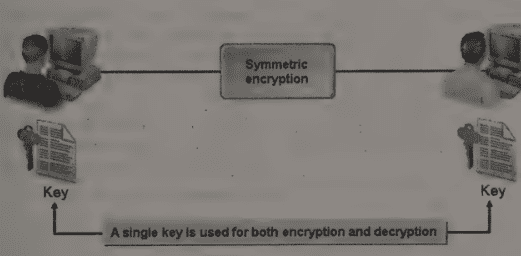 Symmetric
encryption
Key
Key
A single key is used for both encryption and decryption